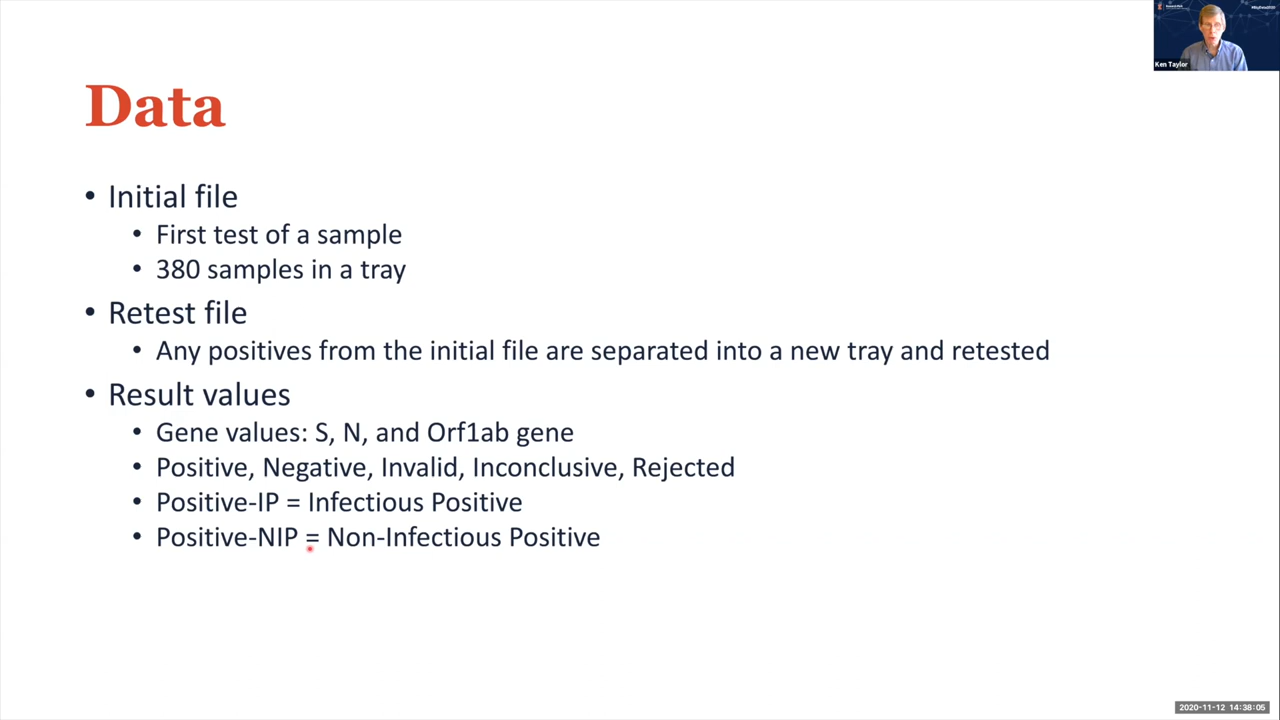 Data
• Initial file
• First test of a sample
• 380 samples in a tray
• Retest file
• Any positives from the initial file are separated into a new tray and retested
• Result values
• Gene values: S, N, and Orf1ab gene
• Positive, Negative, Invalid, Inconclusive, Rejected
• Positive-IP = Infectious Positive
• Positive-NIP = Non-Infectious Positive
Ken Taylor
2020-11-12 14:38:05